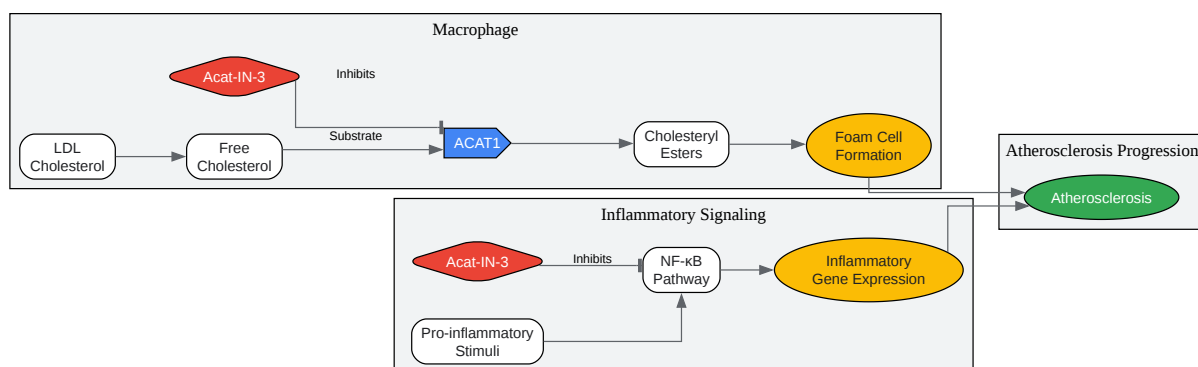 Macrophage
Acat-IN-3
Inhibits
LDL
Cholesterol
Free
Cholesterol
Substrate
ACAT1
Cholesteryl
Esters
Foam Cell
Formation
Atherosclerosis Progression
Atherosclerosis
Inflammatory Signaling
Acat-IN-3
Inhibits
NF-κB
Pathway
Inflammatory
Gene Expression
Pro-inflammatory
Stimuli